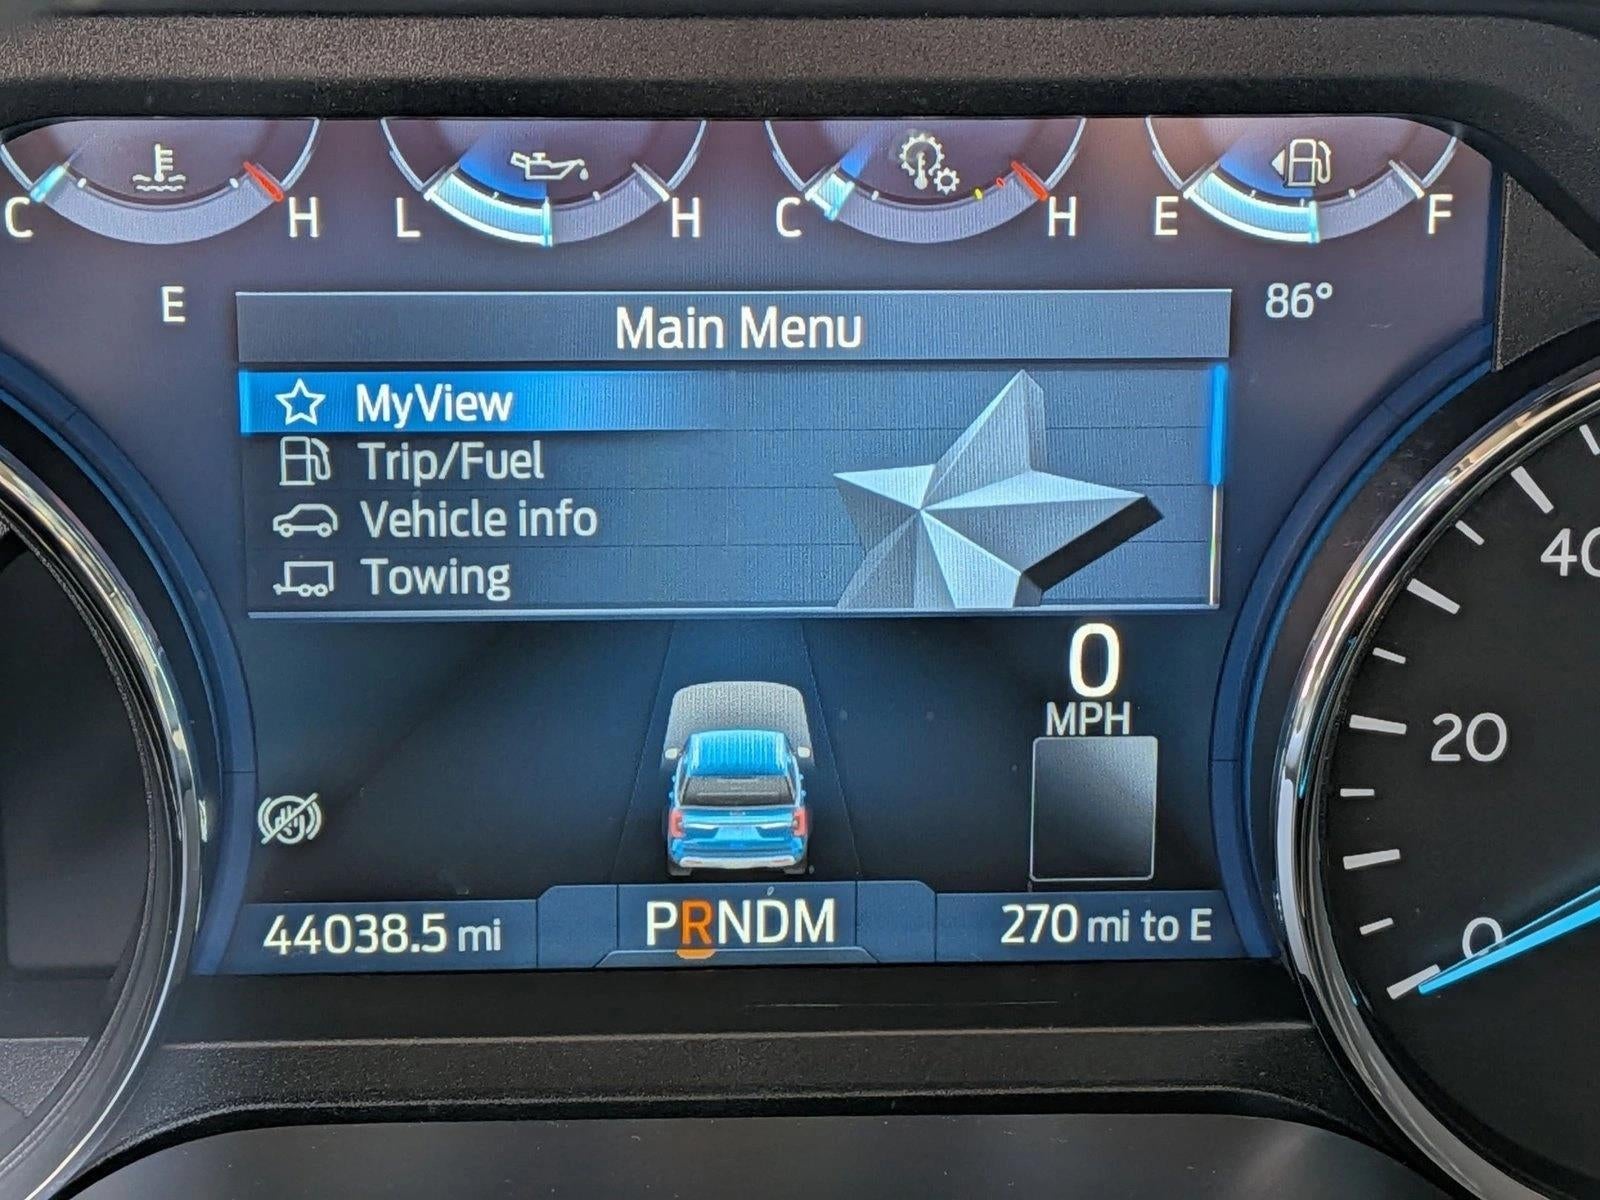 C H L H C H E F
E
86°
Main Menu
MyView
Trip/Fuel
Vehicle info
Towing
0
MPH
40
20
0
44038.5 mi
PRNDM
270 mi to E